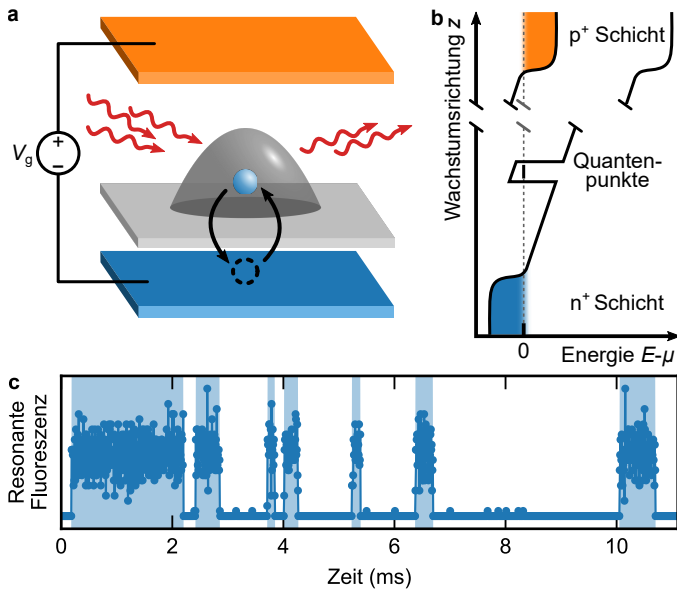 a
+
−
Vg
b
Wachstumsrichtung z
p+ Schicht
Quanten-
punkte
n+ Schicht
0
Energie E-μ
c
Resonante
Fluoreszenz
0 2 4 6 8 10
Zeit (ms)